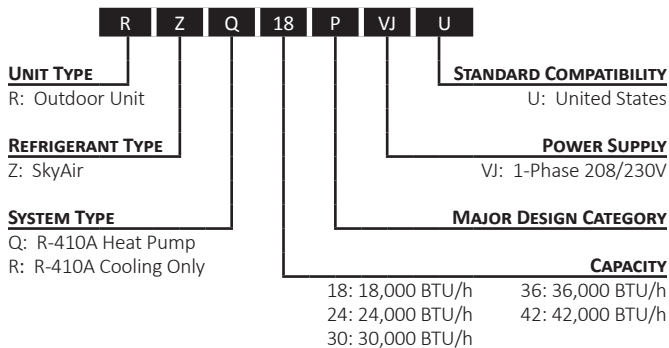 R Z Q 18 P VJ U
UNIT TYPE
R: Outdoor Unit
STANDARD COMPATIBILITY
U: United States
REFRIGERANT TYPE
Z: SkyAir
POWER SUPPLY
VJ: 1-Phase 208/230V
SYSTEM TYPE
Q: R-410A Heat Pump
R: R-410A Cooling Only
MAJOR DESIGN CATEGORY
CAPACITY
18: 18,000 BTU/h 36: 36,000 BTU/h
24: 24,000 BTU/h 42: 42,000 BTU/h
30: 30,000 BTU/h